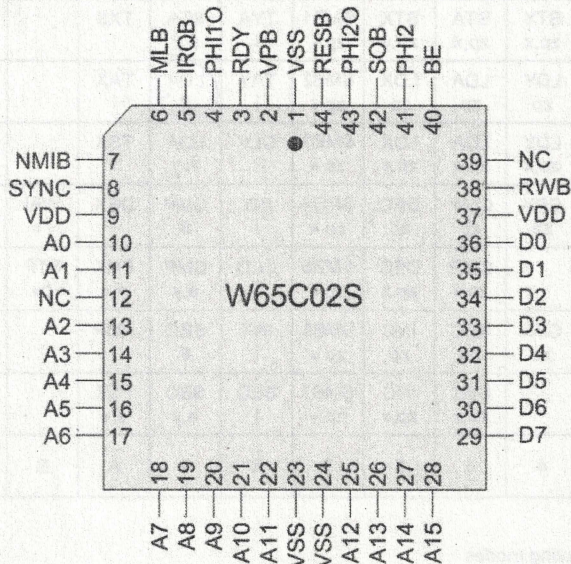 MLB IRQB PHI1O RDY VPB VSS RESB PHI2O SOB PHI2 BE
6 5 4 3 2 1 44 43 42 41 40
NMIB 7 39 NC
SYNC 8 38 RWB
VDD 9 37 VDD
A0 10 36 D0
A1 11 35 D1
NC 12 34 D2
W65C02S
A2 13 33 D3
A3 14 32 D4
A4 15 31 D5
A5 16 30 D6
A6 17 29 D7
18 19 20 21 22 23 24 25 26 27 28
A7 A8 A9 A10 A11 VSS VSS A12 A13 A14 A15